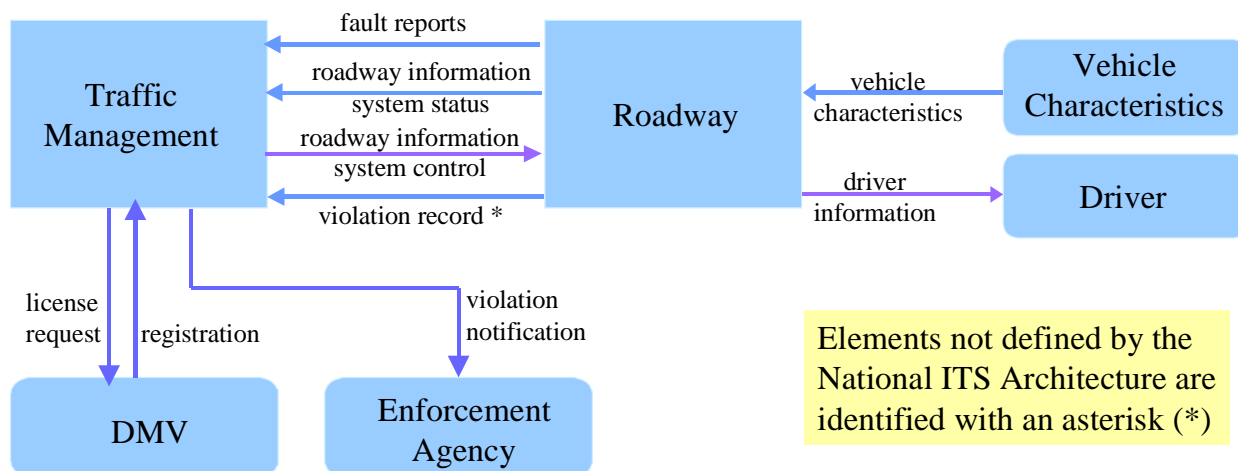 fault reports
roadway information
system status
roadway information
system control
violation record *
Traffic
Management
Roadway
vehicle
characteristics
Vehicle
Characteristics
driver
information
Driver
license
request
registration
violation
notification
DMV
Enforcement
Agency
Elements not defined by the
National ITS Architecture are
identified with an asterisk (*)